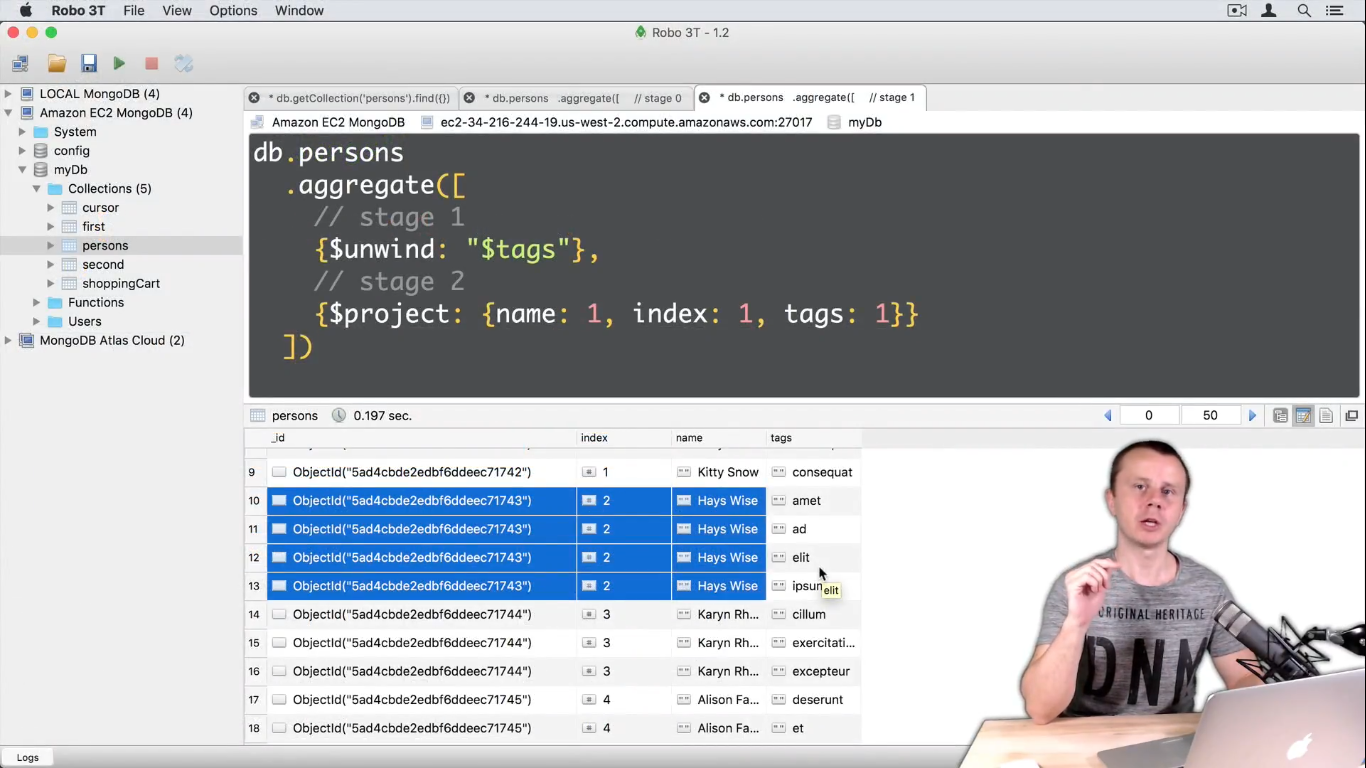 Robo 3T File View Options Window
Robo 3T - 1.2
LOCAL MongoDB (4)
Amazon EC2 MongoDB (4)
System
config
myDb
Collections (5)
cursor
first
persons
second
shoppingCart
Functions
Users
MongoDB Atlas Cloud (2)
* db.getCollection('persons').find({}) * db.persons .aggregate([ // stage 0 * db.persons .aggregate([ // stage 1
Amazon EC2 MongoDB ec2-34-216-244-19.us-west-2.compute.amazonaws.com:27017 myDb
db.persons
.aggregate([
// stage 1
{$unwind: "$tags"},
// stage 2
{$project: {name: 1, index: 1, tags: 1}}
])
persons 0.197 sec. 0 50
_id index name tags
9 ObjectId("5ad4cbde2edbf6ddeec71742") 1 Kitty Snow consequat
10 ObjectId("5ad4cbde2edbf6ddeec71743") 2 Hays Wise amet
11 ObjectId("5ad4cbde2edbf6ddeec71743") 2 Hays Wise ad
12 ObjectId("5ad4cbde2edbf6ddeec71743") 2 Hays Wise elit
13 ObjectId("5ad4cbde2edbf6ddeec71743") 2 Hays Wise
elit
14 ObjectId("5ad4cbde2edbf6ddeec71744") 3 Karyn Rh... cillum
15 ObjectId("5ad4cbde2edbf6ddeec71744") 3 Karyn Rh... exercitati...
16 ObjectId("5ad4cbde2edbf6ddeec71744") 3 Karyn Rh... excepteur
17 ObjectId("5ad4cbde2edbf6ddeec71745") 4 Alison Fa... deserunt
18 ObjectId("5ad4cbde2edbf6ddeec71745") 4 Alison Fa... et
ORIGINAL HERITAGE
DNM
Logs